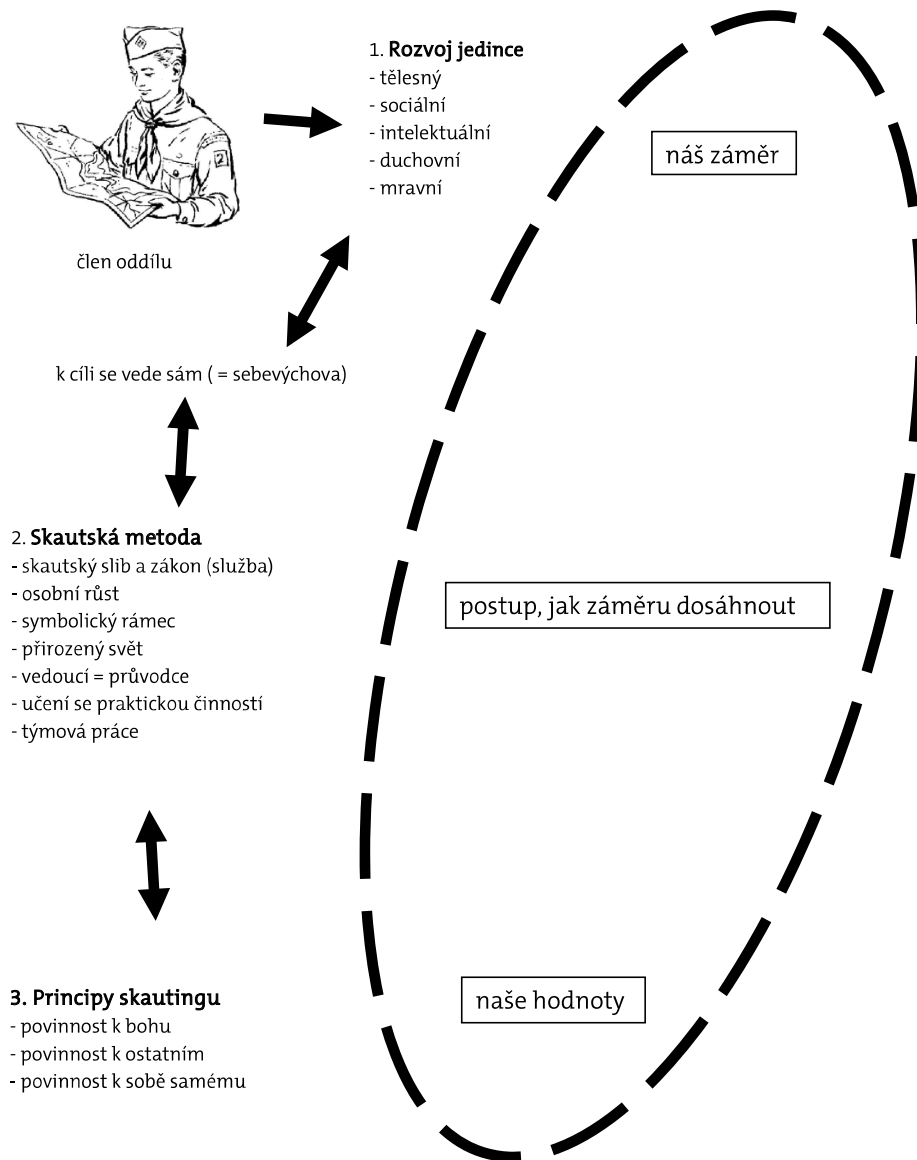 1. Rozvoj jedince
- tělesný
- sociální
- intelektuální
- duchovní
- mravní
náš záměr
člen oddílu
k cíli se vede sám ( = sebevýchova)
2. Skautská metoda
- skautský slib a zákon (služba)
- osobní růst
- symbolický rámec
- přirozený svět
- vedoucí = průvodce
- učení se praktickou činností
- týmová práce
postup, jak záměru dosáhnout
3. Principy skautingu
- povinnost k bohu
- povinnost k ostatním
- povinnost k sobě samému
naše hodnoty
2